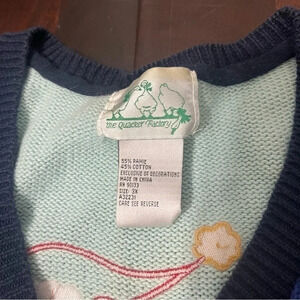 the Quacker Factory
55% RAMIE
45% COTTON
EXCLUSIVE OF DECORATIONS
MADE IN CHINA
RN 90133
SIZE: 3X
A32231
CARE SEE REVERSE